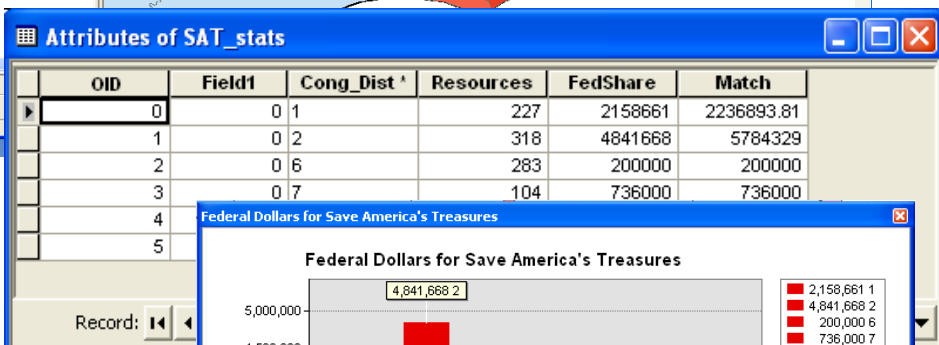 Attributes of SAT_stats
OID Field1 Cong_Dist * Resources FedShare Match
0 0 1 227 2158661 2236893.81
1 0 2 318 4841668 5784329
2 0 6 283 200000 200000
3 0 7 104 736000 736000
4
5
Federal Dollars for Save America's Treasures
Federal Dollars for Save America's Treasures
4,841,668 2
5,000,000
2,158,661 1
4,841,668 2
200,000 6
736,000 7
Record: